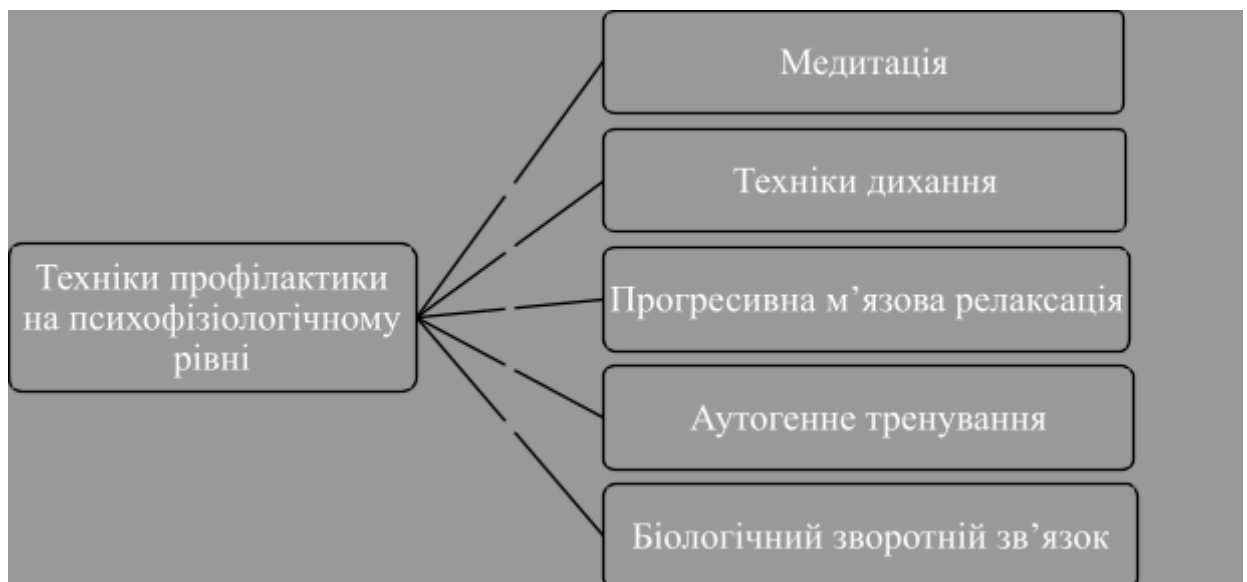 Медитація
Техніки дихання
Техніки профілактики
на психофізіологічному
рівні
Прогресивна м’язова релаксація
Аутогенне тренування
Біологічний зворотній зв’язок